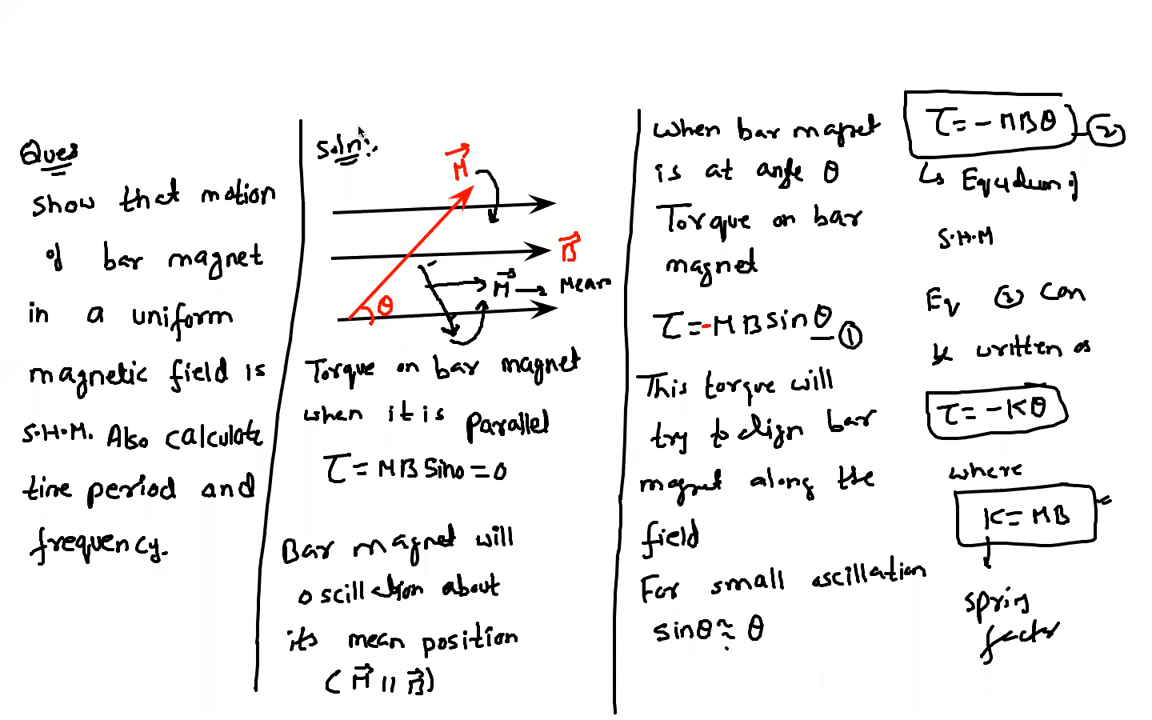 Ques
Show that motion
of bar magnet
in a uniform
magnetic field is
S.H.M. Also calculate
time period and
frequency.
Soln:
M⃗
B⃗
θ
M⃗ → Mean
Torque on bar magnet
when it is parallel
τ = MB Sin0 = 0
Bar magnet will
oscillation about
its mean position
(M⃗ || B⃗)
When bar magnet
is at angle θ
Torque on bar
magnet
τ = -MB sinθ — ①
This torque will
try to align bar
magnet along the
field
For small oscillation
sinθ ≈ θ
τ = - MBθ — ②
↳ Equation of
S.H.M
Eq ② can
be written as
τ = - Kθ
where
K = MB
↓
spring
factor